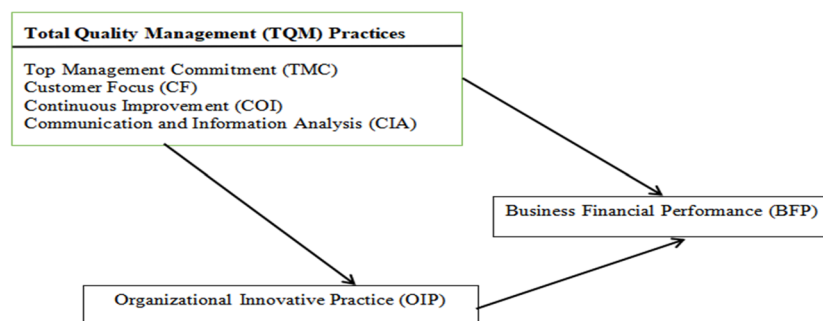 Total Quality Management (TQM) Practices
Top Management Commitment (TMC)
Customer Focus (CF)
Continuous Improvement (COI)
Communication and Information Analysis (CIA)
Business Financial Performance (BFP)
Organizational Innovative Practice (OIP)